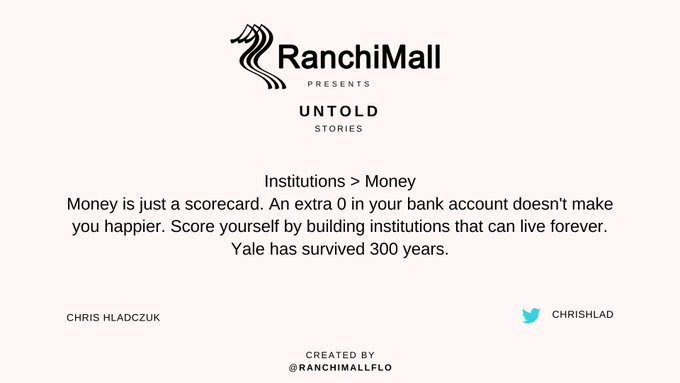 RanchiMall
PRESENTS
UNTOLD
STORIES
Institutions > Money
Money is just a scorecard. An extra 0 in your bank account doesn't make
you happier. Score yourself by building institutions that can live forever.
Yale has survived 300 years.
CHRIS HLADCZUK
CHRISHLAD
CREATED BY
@RANCHIMALLFLO